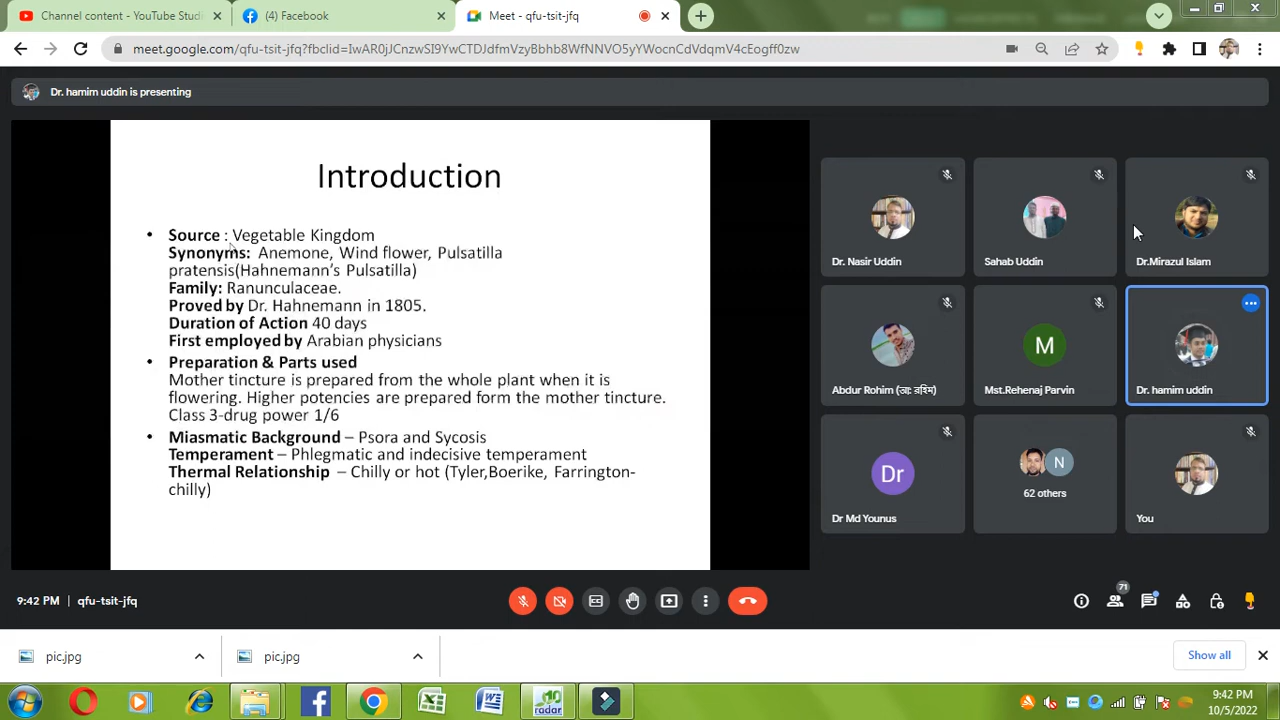 Channel content - YouTube Studi
(4) Facebook
Meet - qfu-tsit-jfq
meet.google.com/qfu-tsit-jfq?fbclid=IwAR0jJCnzwSI9YwCTDJdfmVzyBbhb8WfNNVO5yYWocnCdVdqmV4cEogff0zw
Dr. hamim uddin is presenting
Introduction
• Source : Vegetable Kingdom
Synonyms: Anemone, Wind flower, Pulsatilla
pratensis(Hahnemann's Pulsatilla)
Family: Ranunculaceae.
Proved by Dr. Hahnemann in 1805.
Duration of Action 40 days
First employed by Arabian physicians
• Preparation & Parts used
Mother tincture is prepared from the whole plant when it is
flowering. Higher potencies are prepared form the mother tincture.
Class 3-drug power 1/6
• Miasmatic Background – Psora and Sycosis
Temperament – Phlegmatic and indecisive temperament
Thermal Relationship – Chilly or hot (Tyler,Boerike, Farrington-
chilly)
Dr. Nasir Uddin
Sahab Uddin
Dr.Mirazul Islam
M
Abdur Rohim (ডা: রহিম)
Mst.Rehenaj Parvin
Dr. hamim uddin
Dr
N
Dr Md Younus
62 others
You
9:42 PM | qfu-tsit-jfq
71
pic.jpg
pic.jpg
Show all
10
radar
9:42 PM
10/5/2022